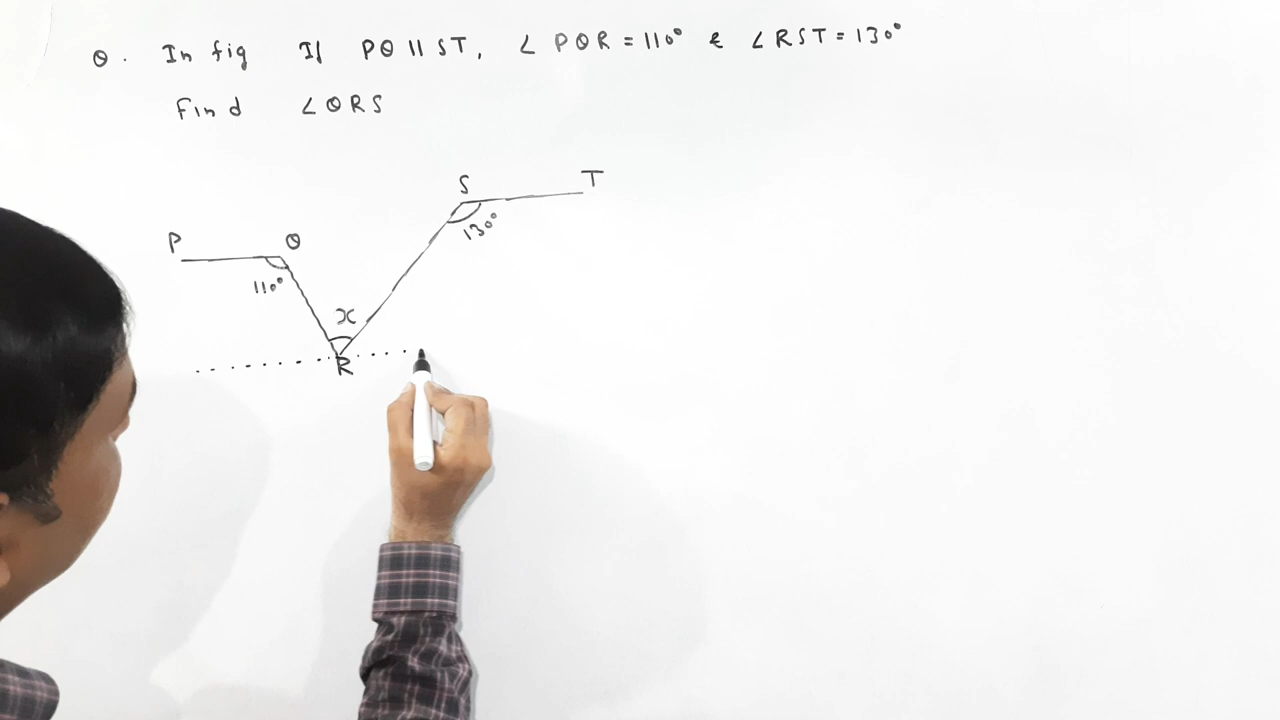 Q. In fig If PQ || ST, ∠PQR = 110° & ∠RST = 130°
Find ∠QRS
S T
130°
P Q
110°
x
R